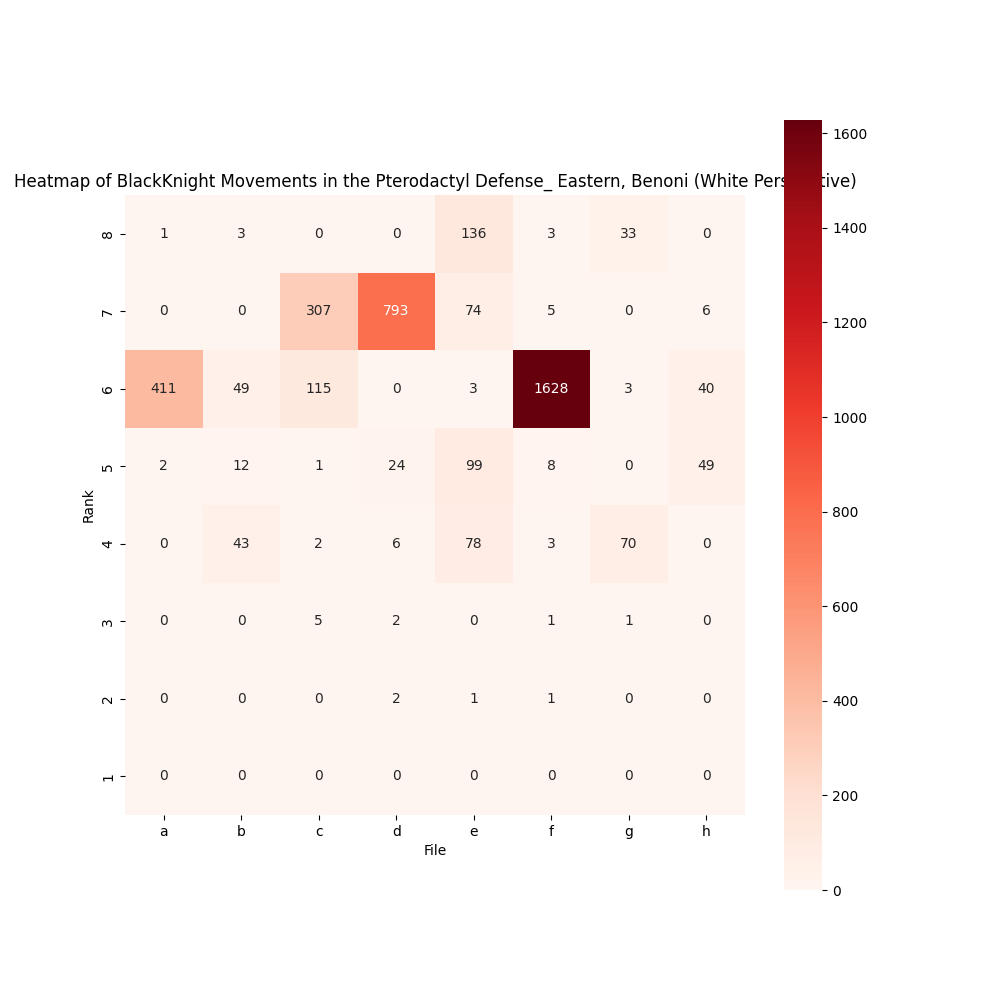 Heatmap of BlackKnight Movements in the Pterodactyl Defense_ Eastern, Benoni (White Perspective)
8 1 3 0 0 136 3 33 0
7 0 0 307 793 74 5 0 6
6 411 49 115 0 3 1628 3 40
5 2 12 1 24 99 8 0 49
4 0 43 2 6 78 3 70 0
3 0 0 5 2 0 1 1 0
2 0 0 0 2 1 1 0 0
1 0 0 0 0 0 0 0 0
a b c d e f g h
File
Rank
1600
1400
1200
1000
800
600
400
200
0